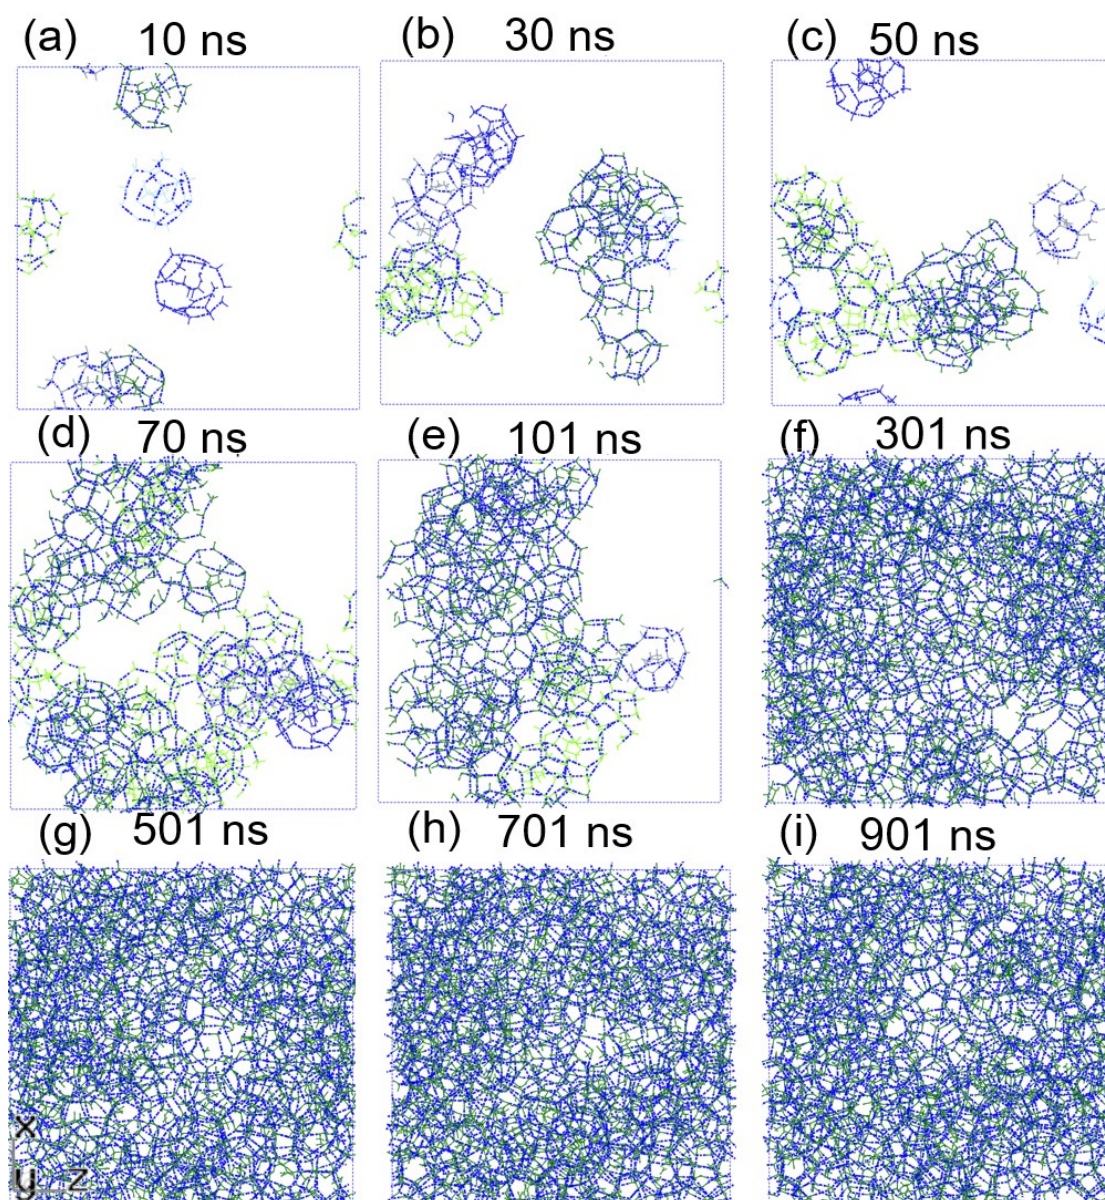 (a) 10 ns
(b) 30 ns
(c) 50 ns
(d) 70 ns
(e) 101 ns
(f) 301 ns
(g) 501 ns
(h) 701 ns
(i) 901 ns
x
y z